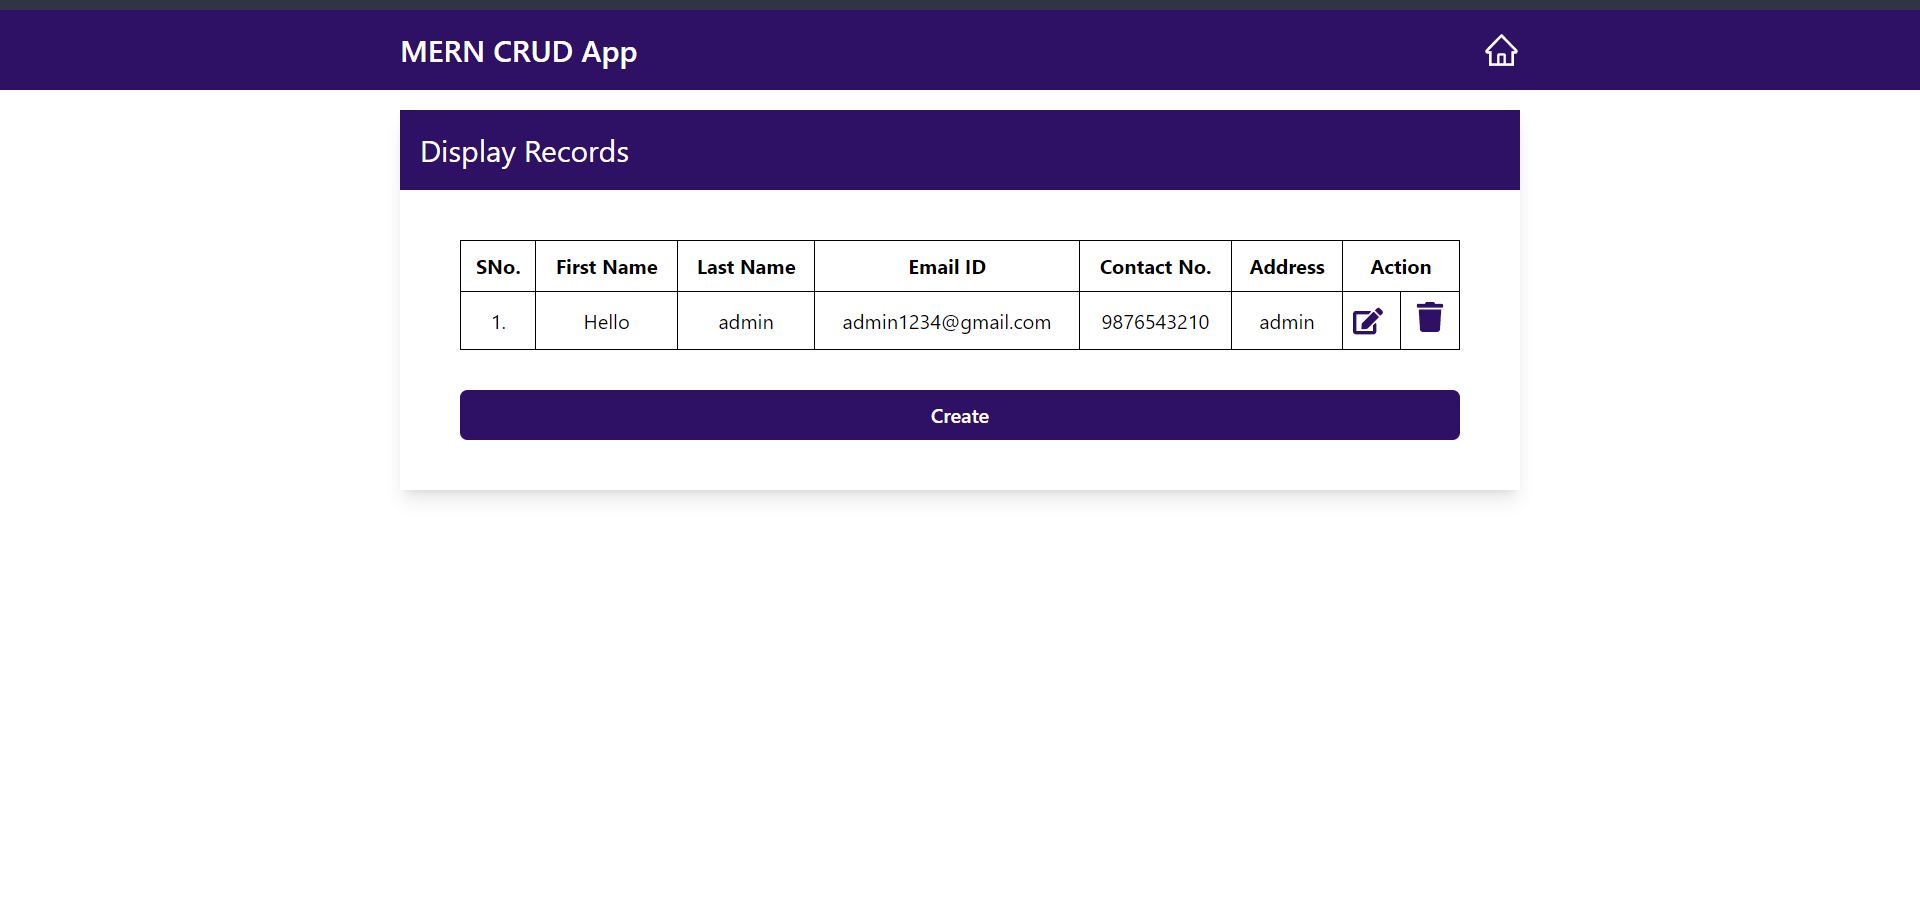 MERN CRUD App
Display Records
SNo. First Name Last Name Email ID Contact No. Address Action
1. Hello admin admin1234@gmail.com 9876543210 admin
Create